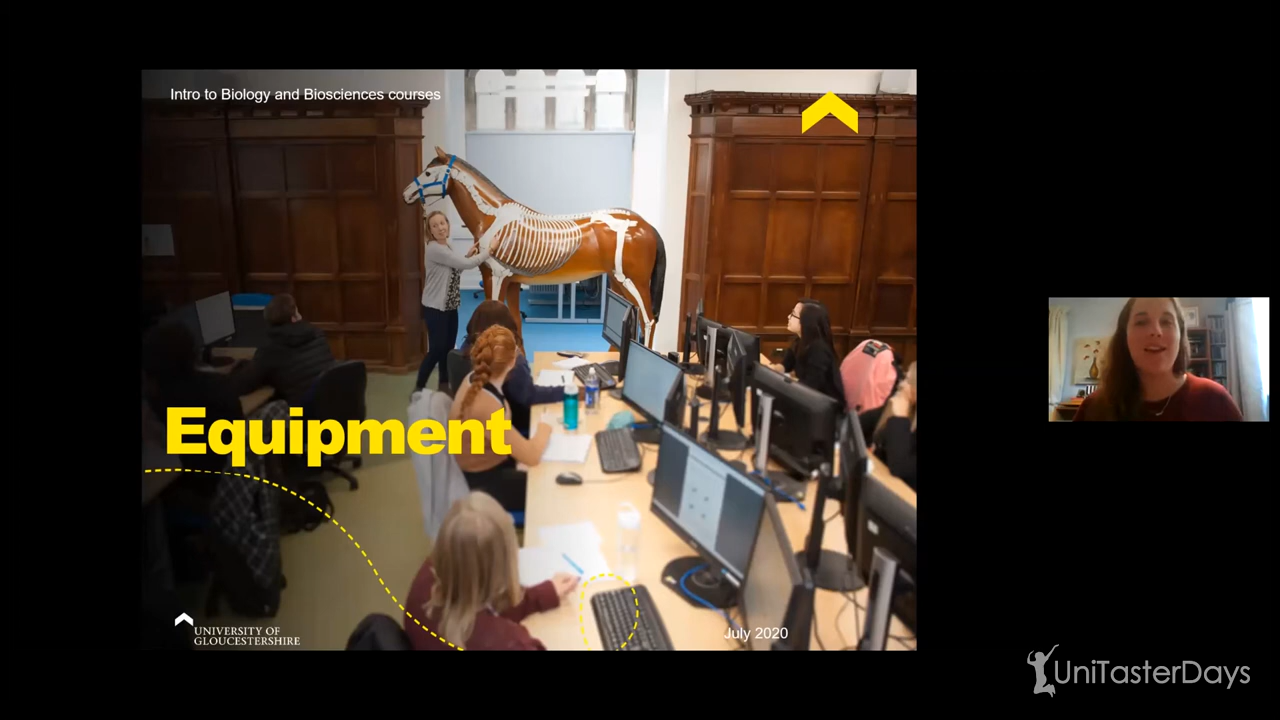 Intro to Biology and Biosciences courses
Equipment
UNIVERSITY OF
GLOUCESTERSHIRE
July 2020
UniTasterDays